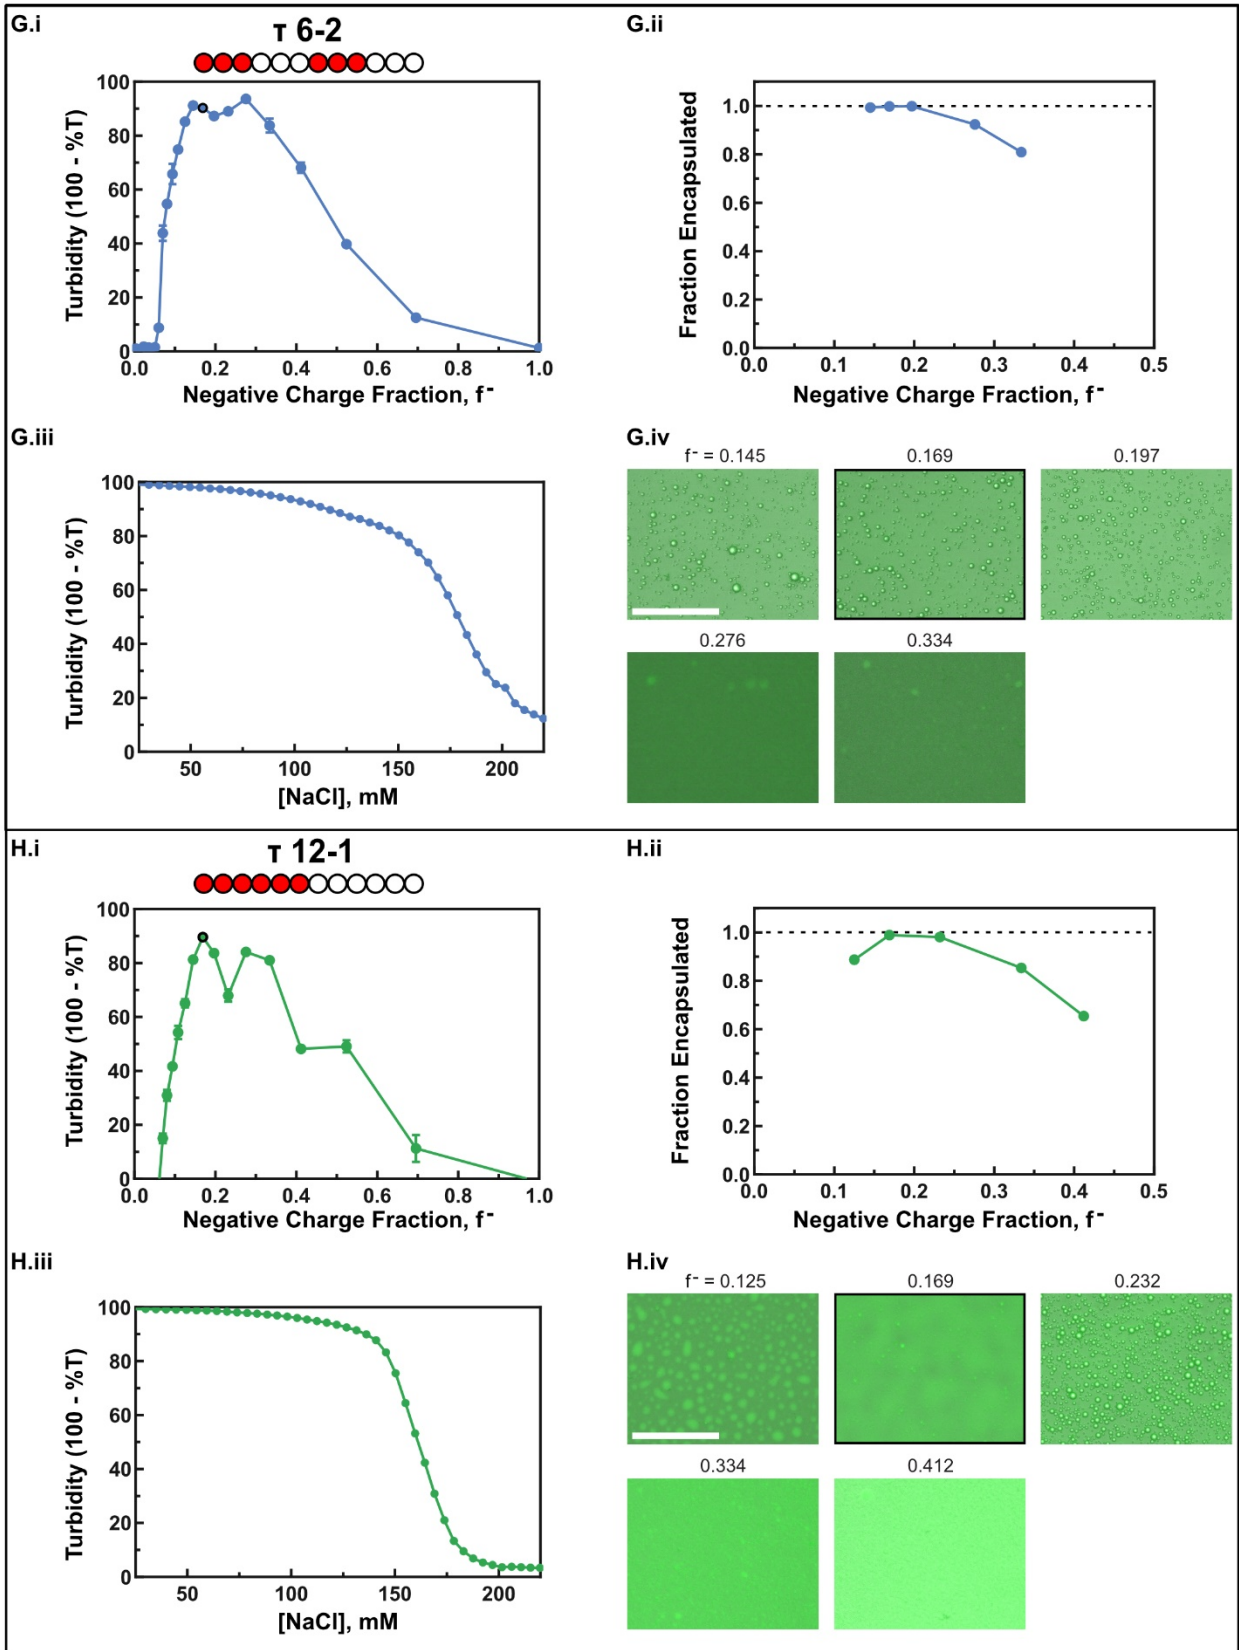 G.i
τ 6-2
Turbidity (100 - %T)
100
80
60
40
20
0
0.0 0.2 0.4 0.6 0.8 1.0
Negative Charge Fraction, f⁻
G.ii
Fraction Encapsulated
1.0
0.8
0.6
0.4
0.2
0.0
0.0 0.1 0.2 0.3 0.4 0.5
Negative Charge Fraction, f⁻
G.iii
Turbidity (100 - %T)
100
80
60
40
20
0
50 100 150 200
[NaCl], mM
G.iv
f⁻ = 0.145 0.169 0.197
0.276 0.334
H.i
τ 12-1
Turbidity (100 - %T)
100
80
60
40
20
0
0.0 0.2 0.4 0.6 0.8 1.0
Negative Charge Fraction, f⁻
H.ii
Fraction Encapsulated
1.0
0.8
0.6
0.4
0.2
0.0
0.0 0.1 0.2 0.3 0.4 0.5
Negative Charge Fraction, f⁻
H.iii
Turbidity (100 - %T)
100
80
60
40
20
0
50 100 150 200
[NaCl], mM
H.iv
f⁻ = 0.125 0.169 0.232
0.334 0.412